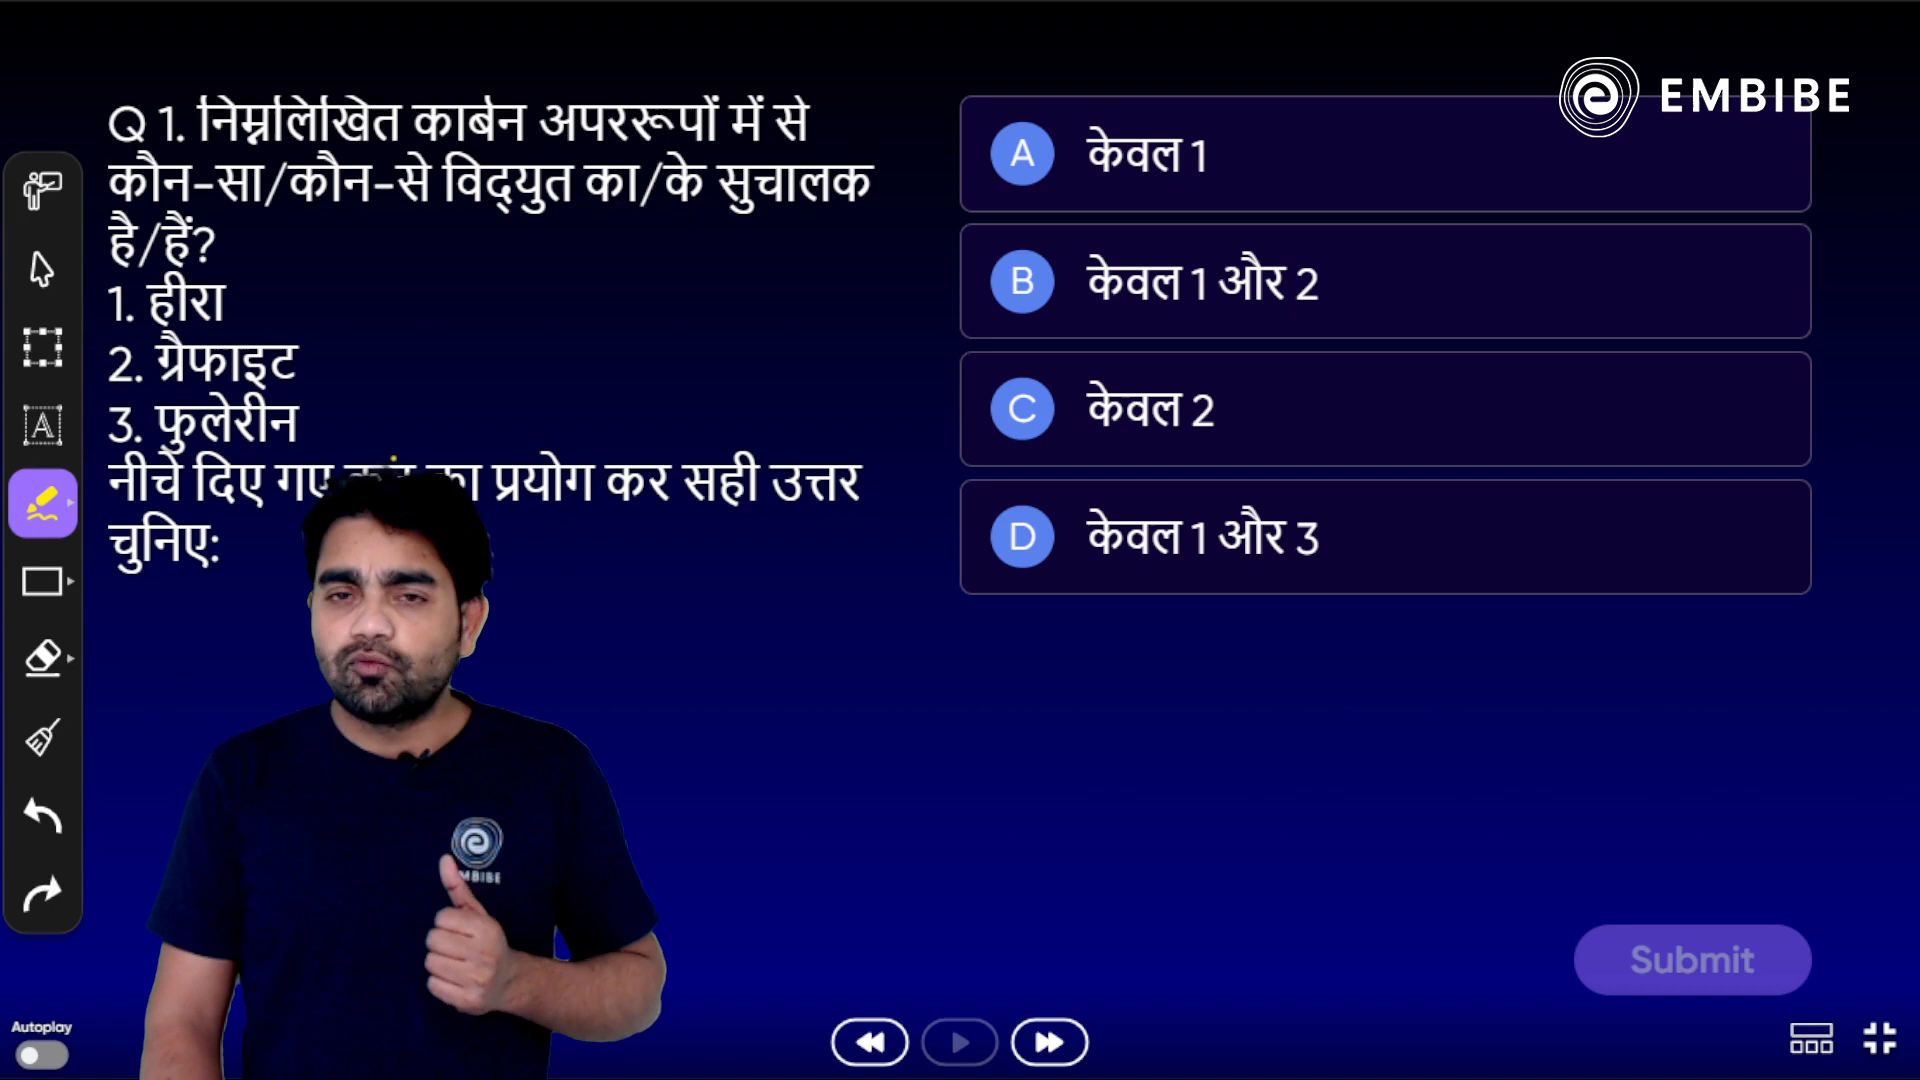 EMBIBE
Q 1. निम्नलिखित कार्बन अपररूपों में से
कौन-सा/कौन-से विद्युत का/के सुचालक
है/हैं?
1. हीरा
2. ग्रैफाइट
3. फुलेरीन
नीचे दिए गए का प्रयोग कर सही उत्तर
चुनिए:
A केवल 1
B केवल 1 और 2
C केवल 2
D केवल 1 और 3
Submit
Autoplay